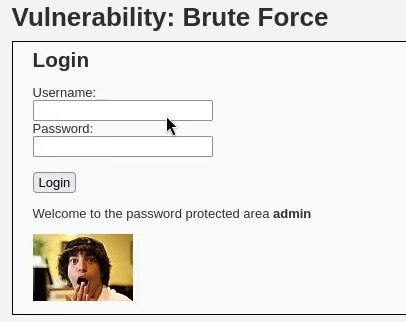 Vulnerability: Brute Force
Login
Username:
Password:
Login
Welcome to the password protected area admin